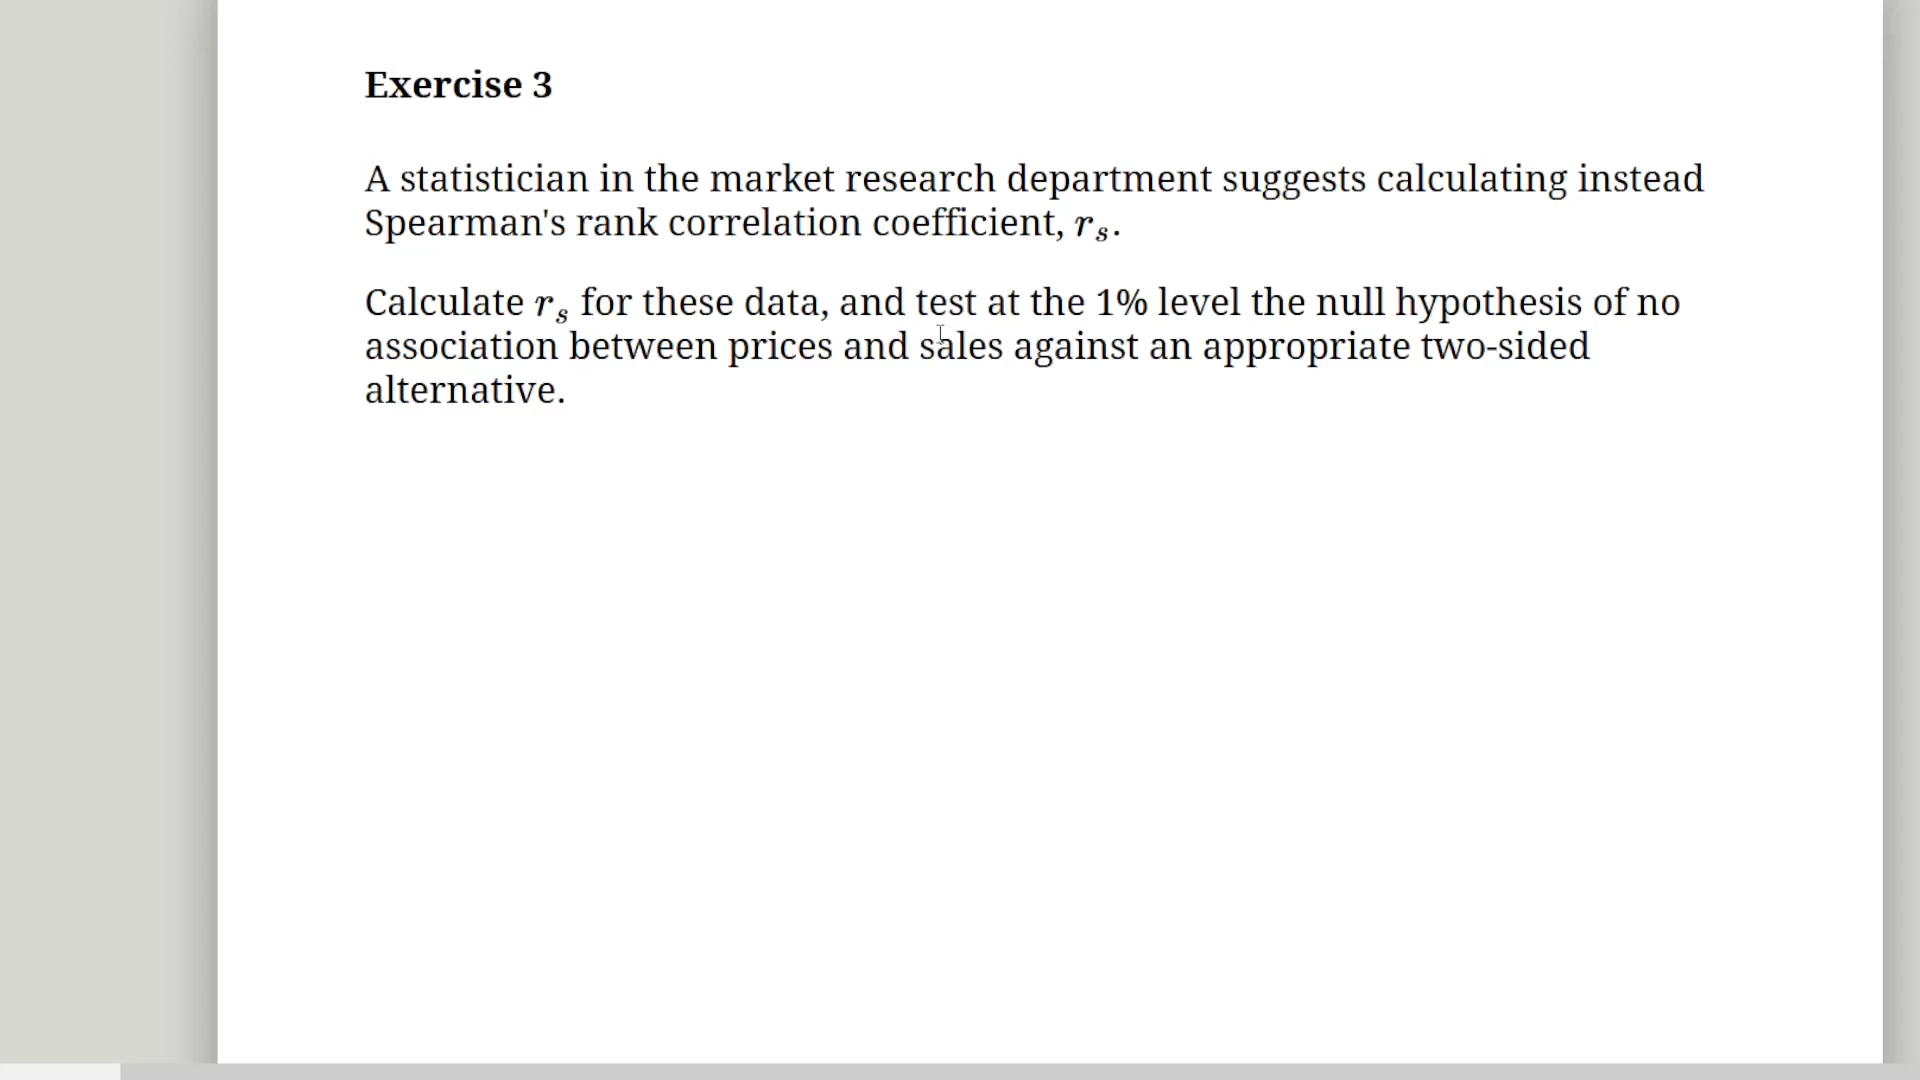 Exercise 3
A statistician in the market research department suggests calculating instead
Spearman's rank correlation coefficient, r_s.
Calculate r_s for these data, and test at the 1% level the null hypothesis of no
association between prices and sales against an appropriate two-sided
alternative.